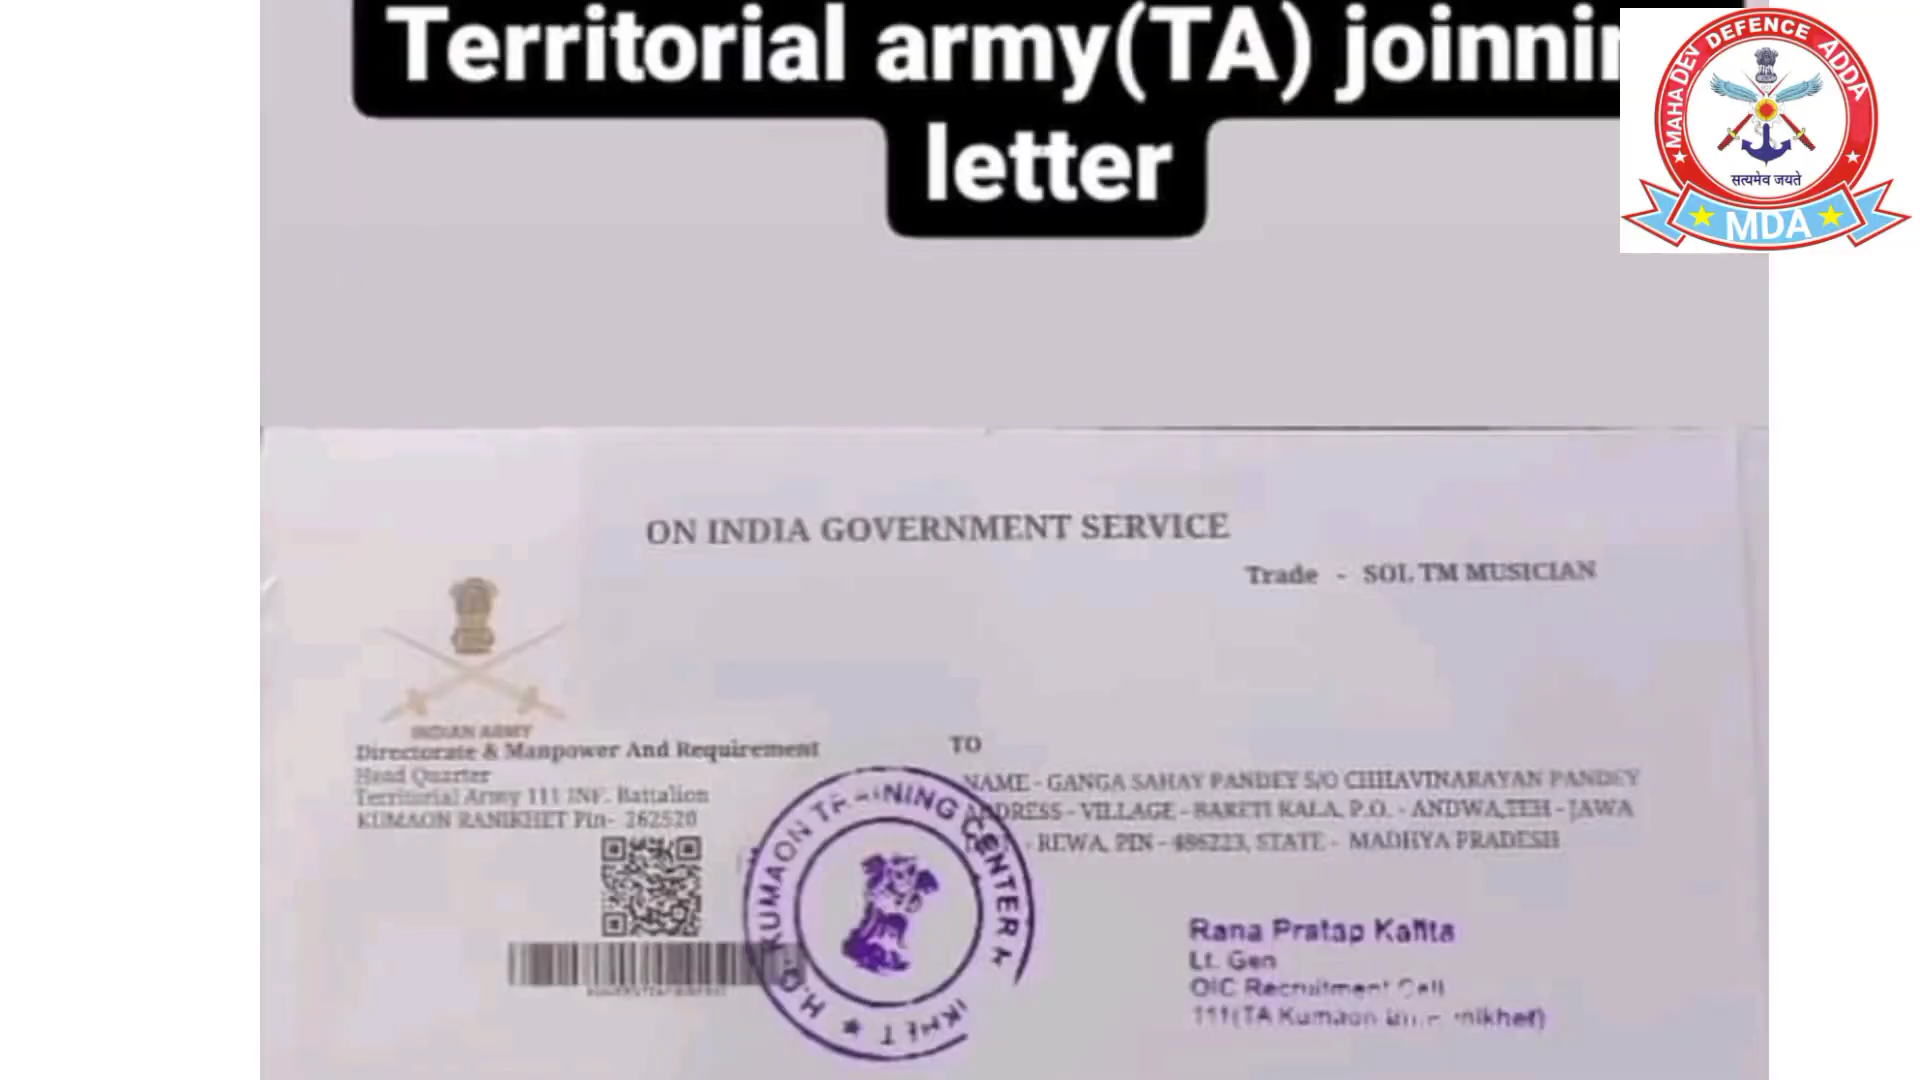 Territorial army(TA) joinnin
letter
MAHADEV DEFENCE ADDA
सत्यमेव जयते
MDA
ON INDIA GOVERNMENT SERVICE
Trade - SOL TM MUSICIAN
INDIAN ARMY
Directorate & Manpower And Requirement
Head Quarter
Territorial Army 111 INF. Battalion
KUMAON RANIKHET Pin- 262520
TO
NAME - GANGA SAHAY PANDEY S/O CHHAVINARAYAN PANDEY
ADDRESS - VILLAGE - BARETI KALA, P.O. - ANDWA,TEH - JAWA
- REWA, PIN - 486223, STATE - MADHYA PRADESH
H.Q. KUMAON TRAINING CENTER
Rana Pratap Kalita
Lt. Gen
OIC Recruitment Cell
111(TA Kumaon